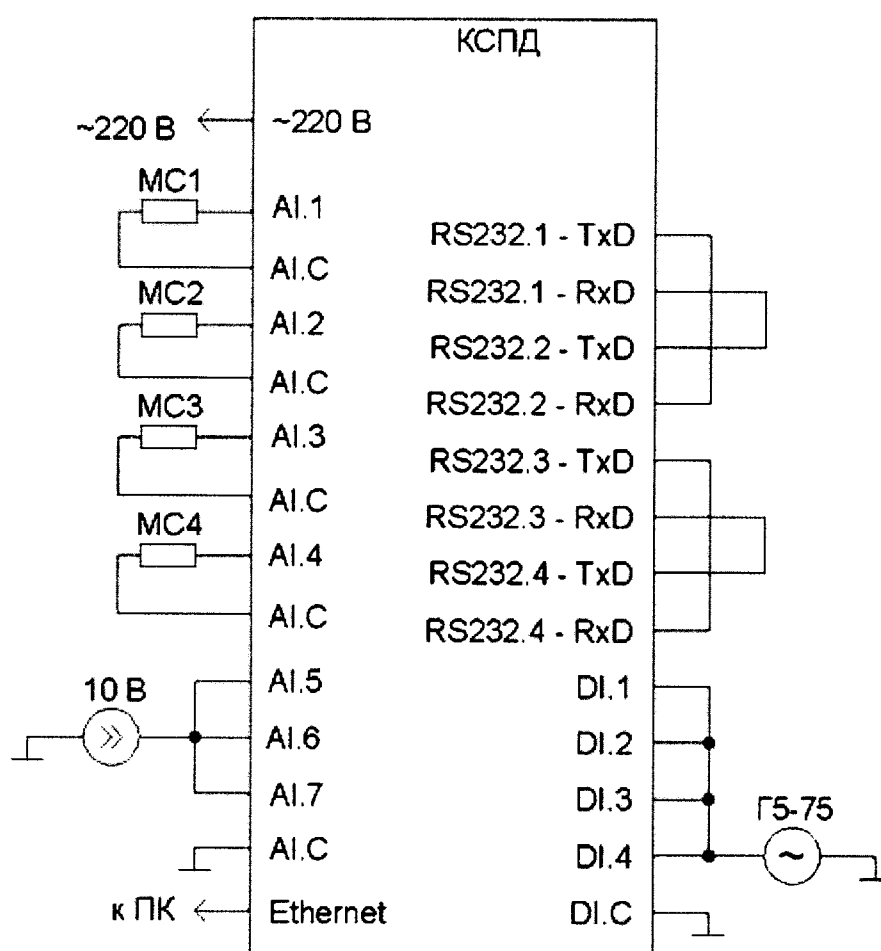 КСПД
~220 В
~220 В
МС1
AI.1
AI.C
МС2
AI.2
AI.C
МС3
AI.3
AI.C
МС4
AI.4
AI.C
10 В
AI.5
AI.6
AI.7
AI.C
к ПК
Ethernet
RS232.1 - TxD
RS232.1 - RxD
RS232.2 - TxD
RS232.2 - RxD
RS232.3 - TxD
RS232.3 - RxD
RS232.4 - TxD
RS232.4 - RxD
DI.1
DI.2
DI.3
DI.4
Г5-75
DI.C